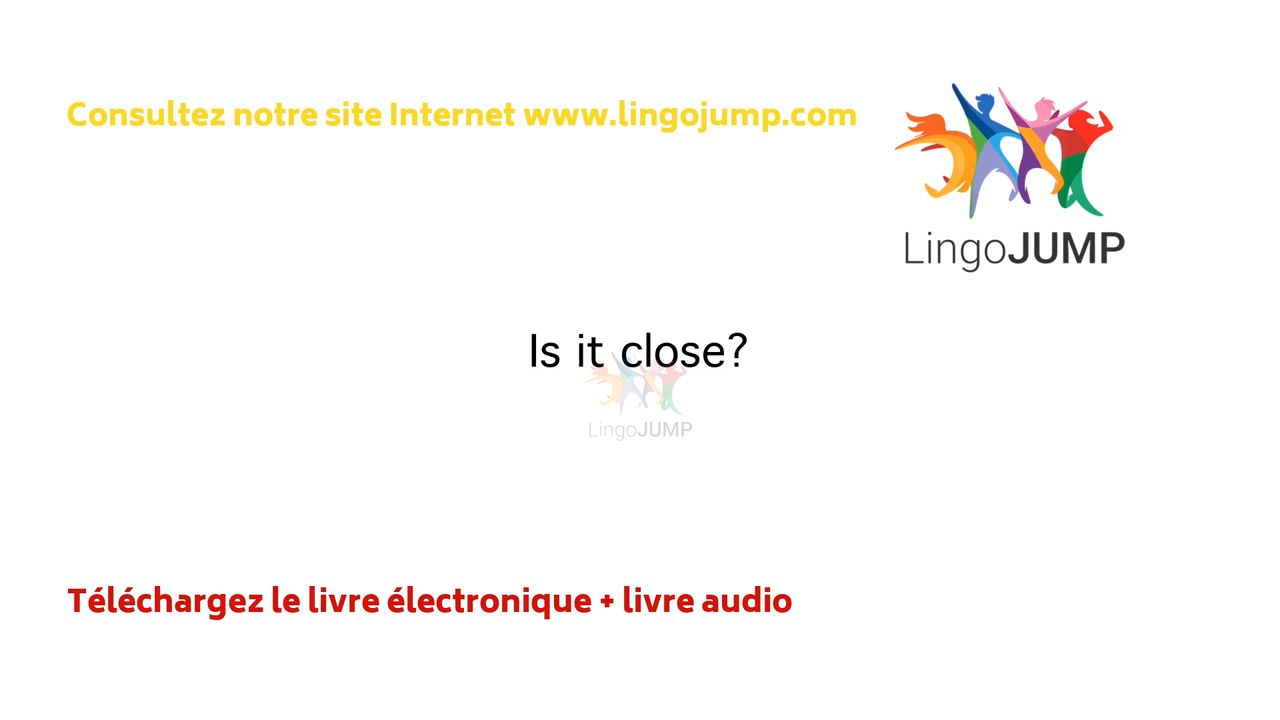 Consultez notre site Internet www.lingojump.com
LingoJUMP
Is it close?
LingoJUMP
Téléchargez le livre électronique + livre audio